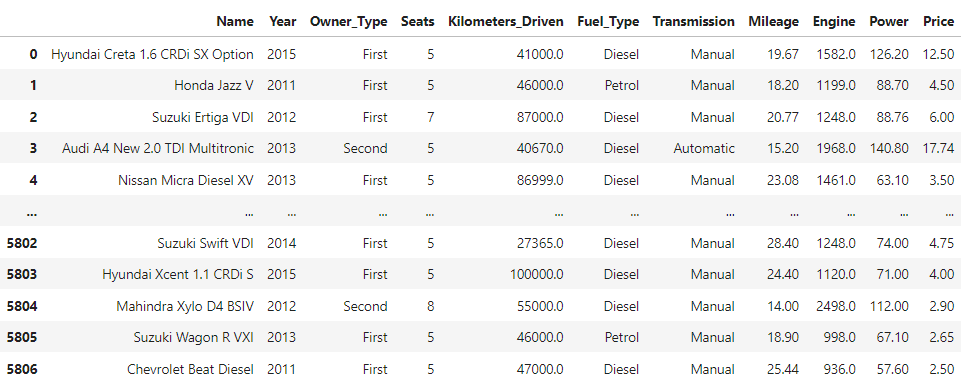 Name Year Owner_Type Seats Kilometers_Driven Fuel_Type Transmission Mileage Engine Power Price
0 Hyundai Creta 1.6 CRDi SX Option 2015 First 5 41000.0 Diesel Manual 19.67 1582.0 126.20 12.50
1 Honda Jazz V 2011 First 5 46000.0 Petrol Manual 18.20 1199.0 88.70 4.50
2 Suzuki Ertiga VDI 2012 First 7 87000.0 Diesel Manual 20.77 1248.0 88.76 6.00
3 Audi A4 New 2.0 TDI Multitronic 2013 Second 5 40670.0 Diesel Automatic 15.20 1968.0 140.80 17.74
4 Nissan Micra Diesel XV 2013 First 5 86999.0 Diesel Manual 23.08 1461.0 63.10 3.50
... ... ... ... ... ... ... ... ... ... ... ...
5802 Suzuki Swift VDI 2014 First 5 27365.0 Diesel Manual 28.40 1248.0 74.00 4.75
5803 Hyundai Xcent 1.1 CRDi S 2015 First 5 100000.0 Diesel Manual 24.40 1120.0 71.00 4.00
5804 Mahindra Xylo D4 BSIV 2012 Second 8 55000.0 Diesel Manual 14.00 2498.0 112.00 2.90
5805 Suzuki Wagon R VXI 2013 First 5 46000.0 Petrol Manual 18.90 998.0 67.10 2.65
5806 Chevrolet Beat Diesel 2011 First 5 47000.0 Diesel Manual 25.44 936.0 57.60 2.50